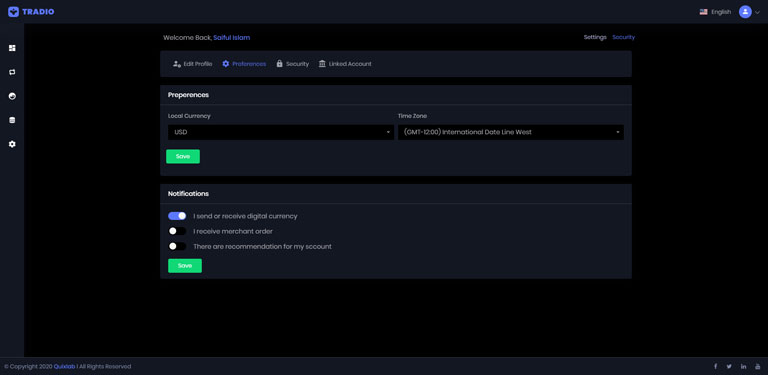 TRADIO
English
Welcome Back, Saiful Islam
Settings Security
Edit Profile Preferences Security Linked Account
Preperences
Local Currency Time Zone
USD (GMT-12:00) International Date Line West
Save
Notifications
I send or receive digital currency
I receive merchant order
There are recommendation for my sccount
Save
© Copyright 2020 Quixlab I All Rights Reserved